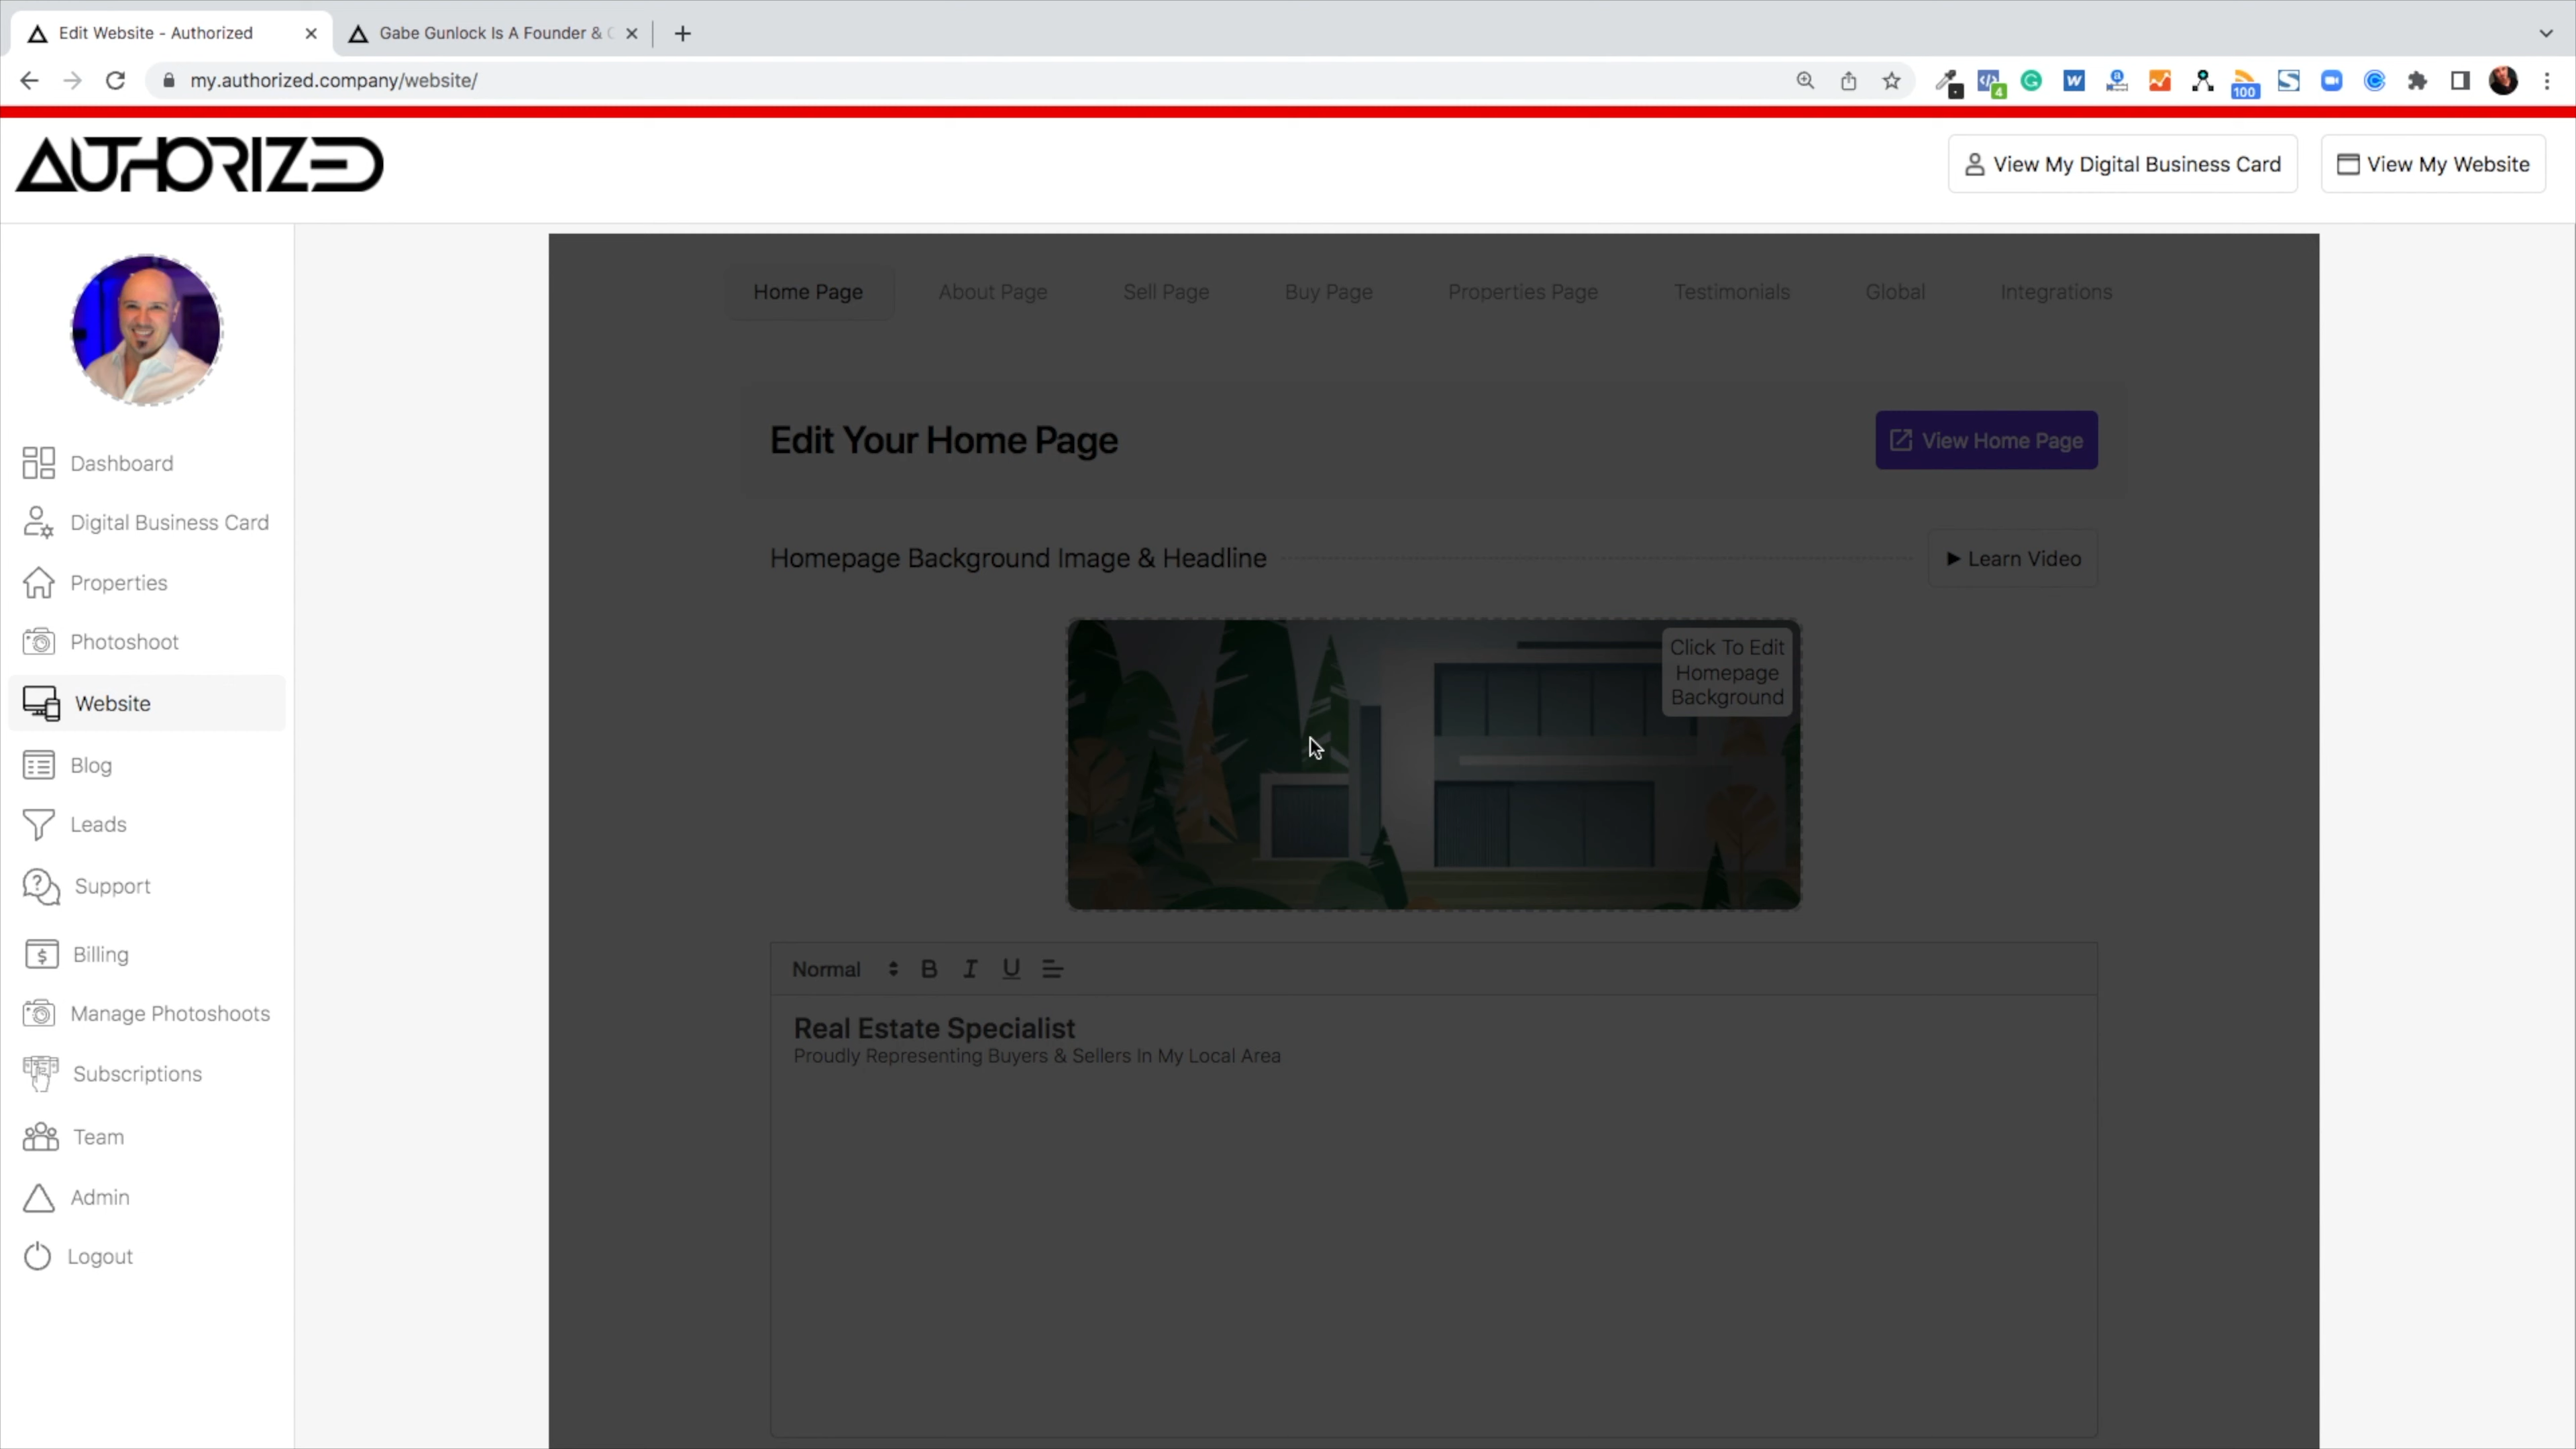 Edit Website - Authorized
Gabe Gunlock Is A Founder &
my.authorized.company/website/
4
100
AUTHORIZED
View My Digital Business Card
View My Website
Home Page
About Page
Sell Page
Buy Page
Properties Page
Testimonials
Global
Integrations
Dashboard
Digital Business Card
Properties
Photoshoot
Website
Blog
Leads
Support
Billing
Manage Photoshoots
Subscriptions
Team
Admin
Logout
Edit Your Home Page
View Home Page
Homepage Background Image & Headline
Learn Video
Click To Edit
Homepage
Background
Normal
B I U
Real Estate Specialist
Proudly Representing Buyers & Sellers In My Local Area